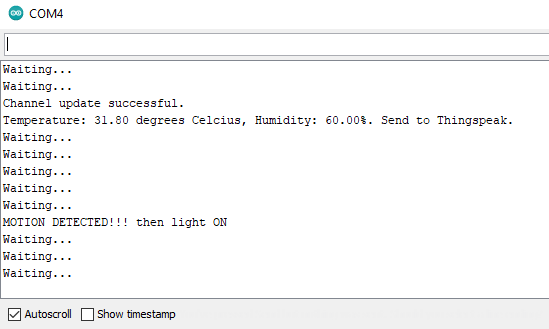 COM4
Waiting...
Waiting...
Channel update successful.
Temperature: 31.80 degrees Celcius, Humidity: 60.00%. Send to Thingspeak.
Waiting...
Waiting...
Waiting...
Waiting...
Waiting...
MOTION DETECTED!!! then light ON
Waiting...
Waiting...
Waiting...
Autoscroll Show timestamp